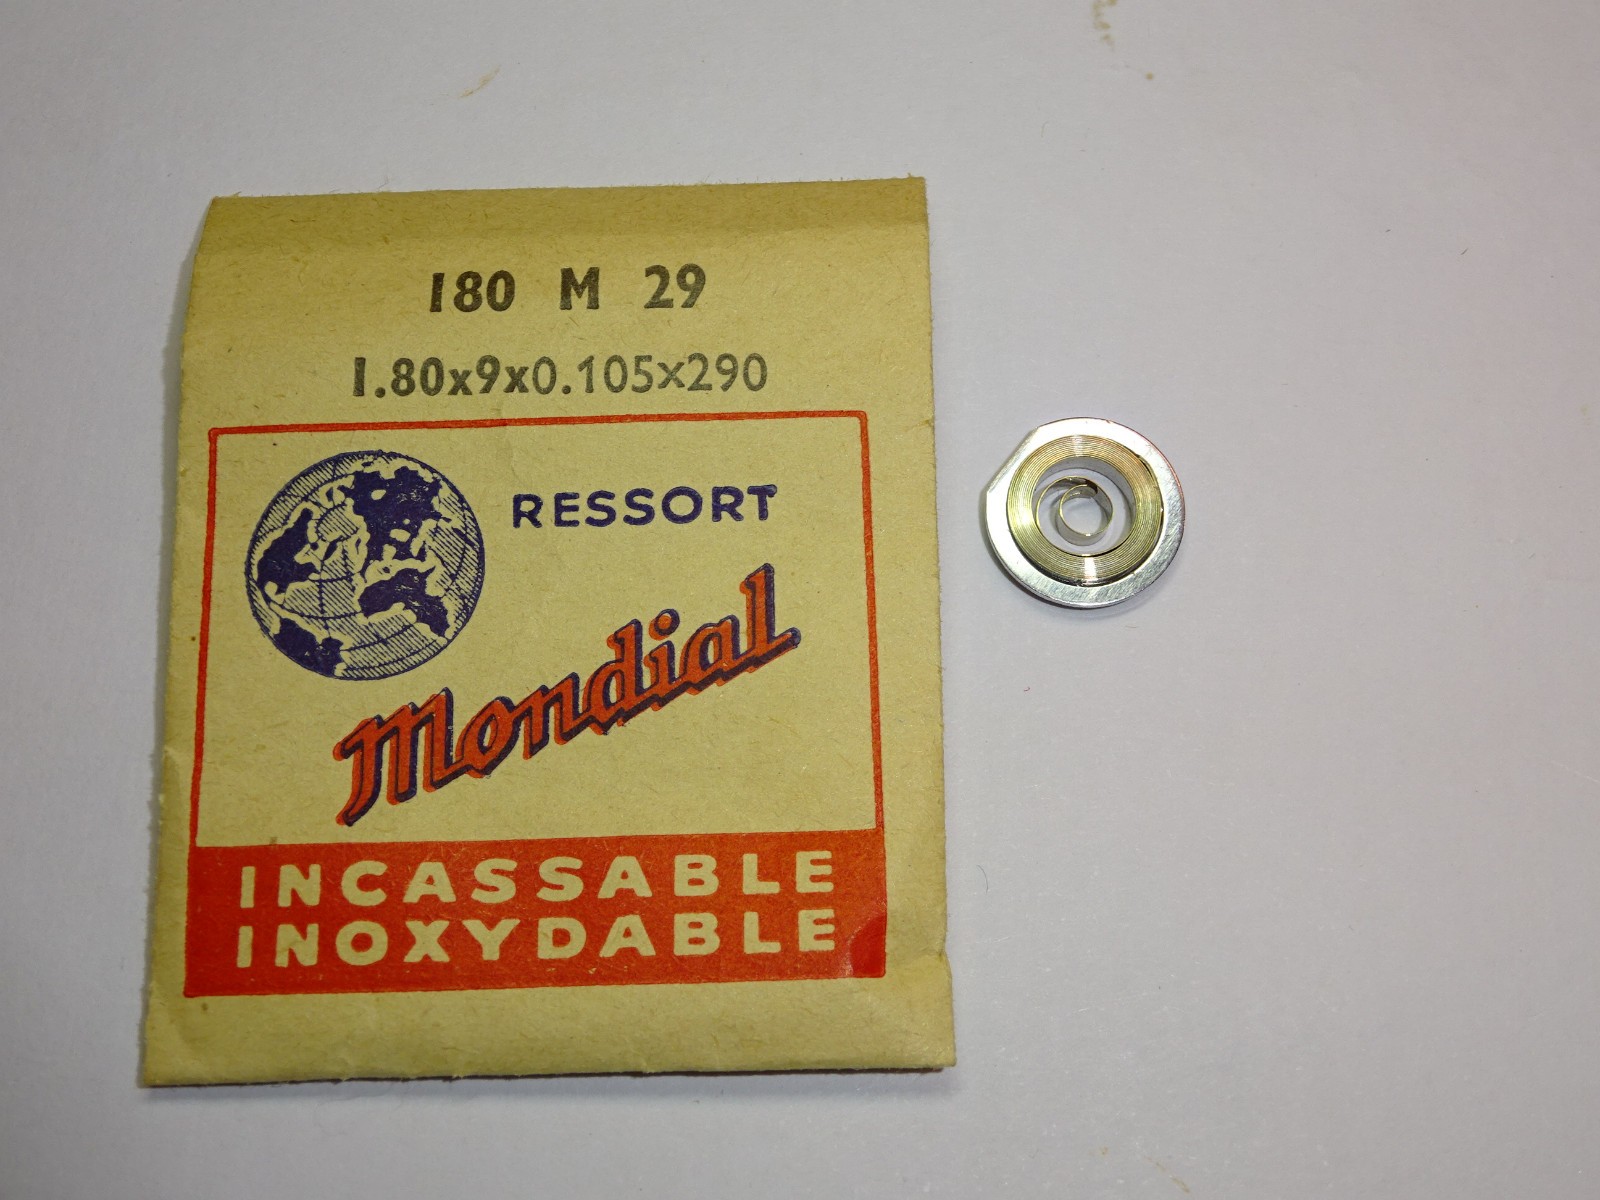 180 M 29
1.80x9x0.105x290
RESSORT
Mondial
INCASSABLE
INOXYDABLE